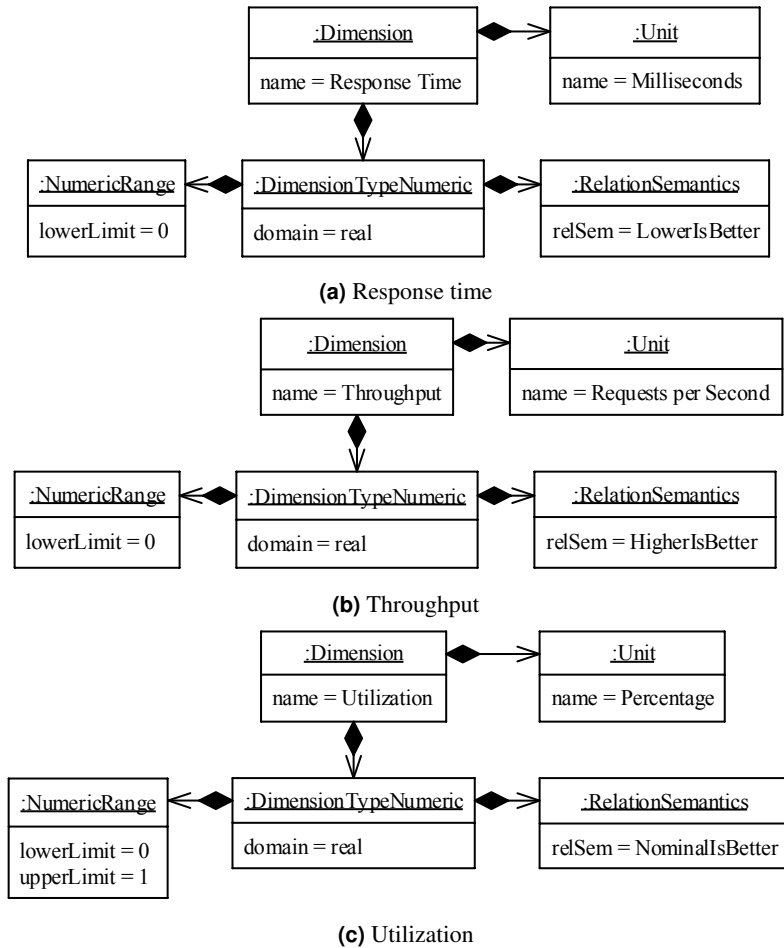 :Dimension
:Unit
name = Response Time
name = Milliseconds
:NumericRange
:DimensionTypeNumeric
:RelationSemantics
lowerLimit = 0
domain = real
relSem = LowerIsBetter
(a) Response time
:Dimension
:Unit
name = Throughput
name = Requests per Second
:NumericRange
:DimensionTypeNumeric
:RelationSemantics
lowerLimit = 0
domain = real
relSem = HigherIsBetter
(b) Throughput
:Dimension
:Unit
name = Utilization
name = Percentage
:NumericRange
:DimensionTypeNumeric
:RelationSemantics
lowerLimit = 0
upperLimit = 1
domain = real
relSem = NominalIsBetter
(c) Utilization